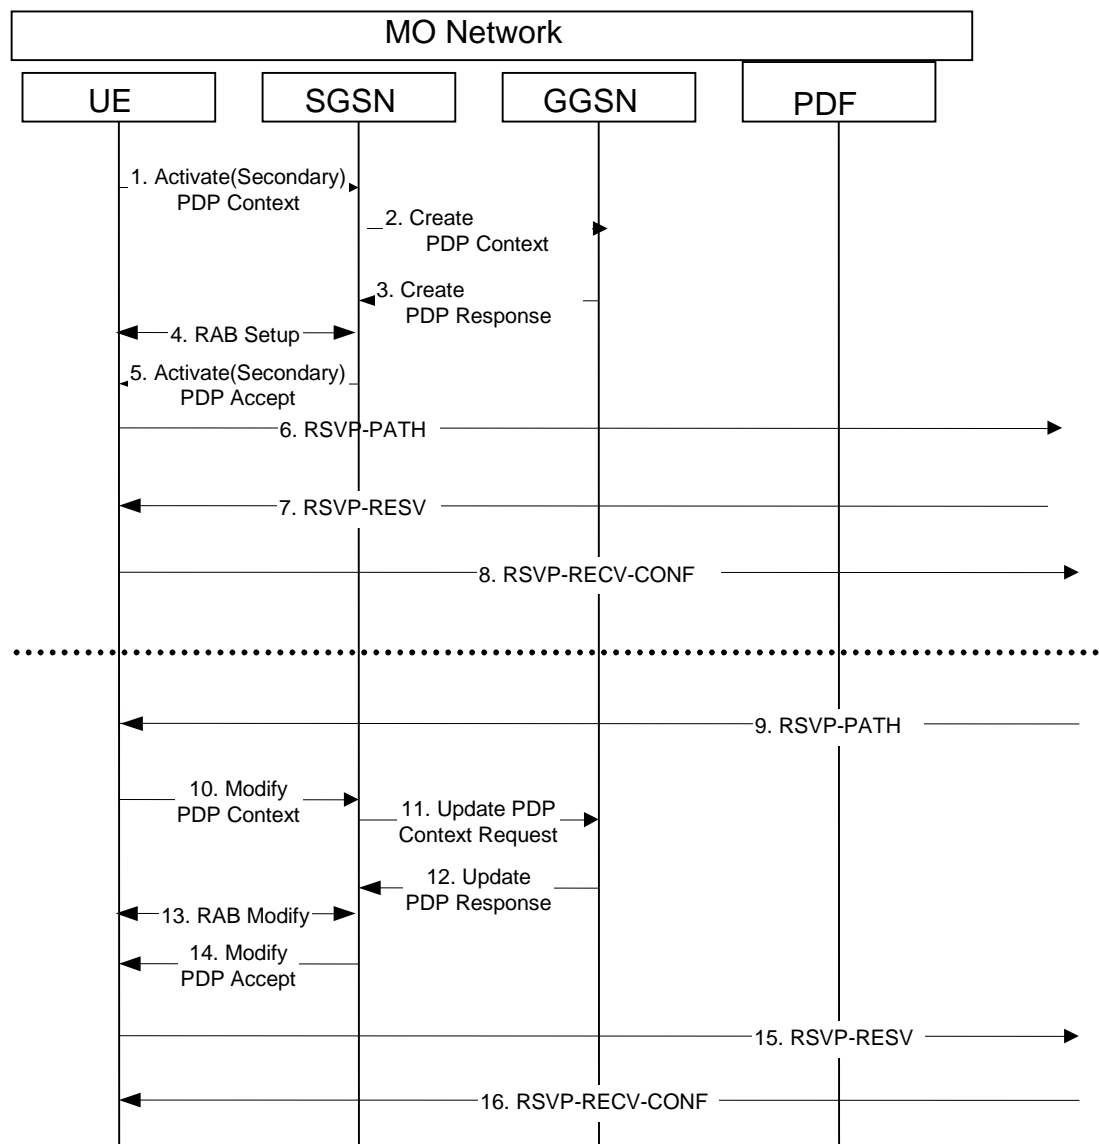 MO Network
UE
SGSN
GGSN
PDF
1. Activate(Secondary)
PDP Context
2. Create
PDP Context
3. Create
PDP Response
4. RAB Setup
5. Activate(Secondary)
PDP Accept
6. RSVP-PATH
7. RSVP-RESV
8. RSVP-RECV-CONF
9. RSVP-PATH
10. Modify
PDP Context
11. Update PDP
Context Request
12. Update
PDP Response
13. RAB Modify
14. Modify
PDP Accept
15. RSVP-RESV
16. RSVP-RECV-CONF